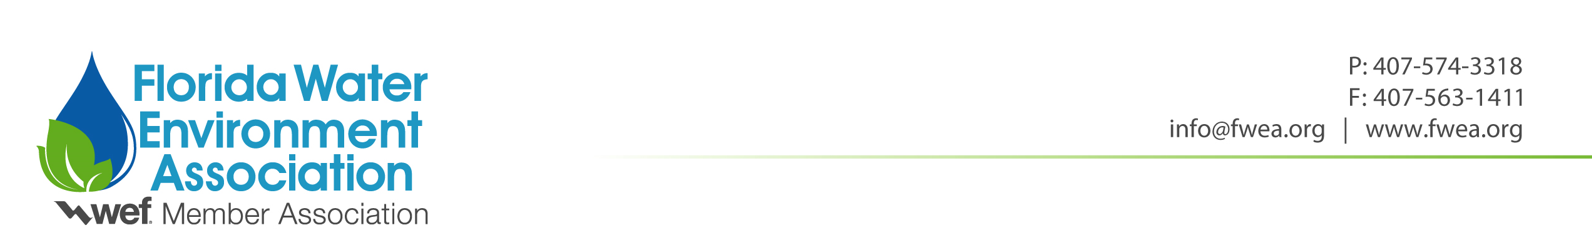 Florida Water
Environment
Association
wef. Member Association
P: 407-574-3318
F: 407-563-1411
info@fwea.org | www.fwea.org